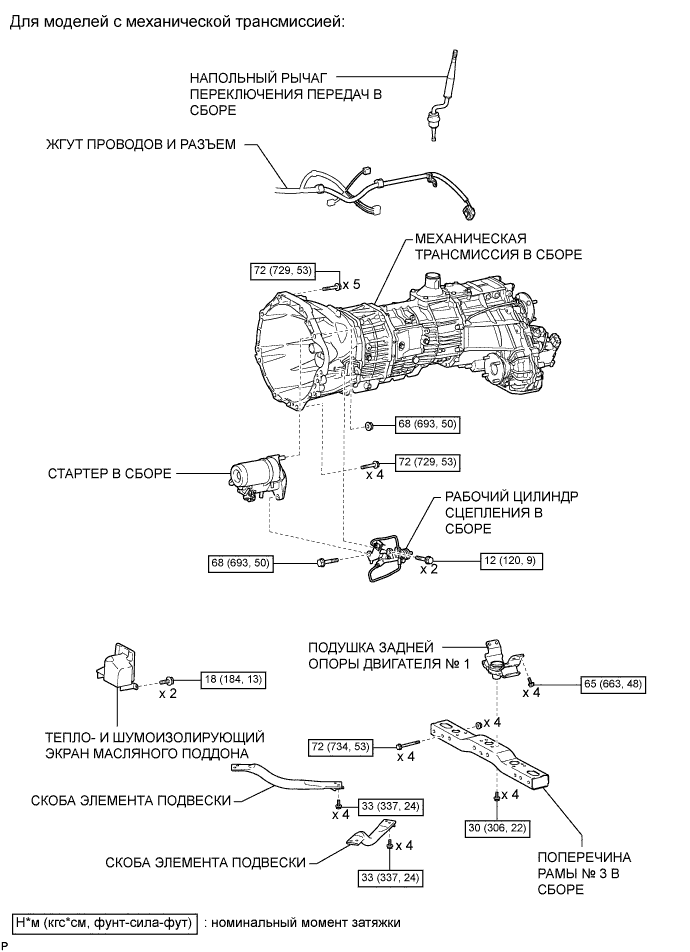 Для моделей с механической трансмиссией:
НАПОЛЬНЫЙ РЫЧАГ
ПЕРЕКЛЮЧЕНИЯ ПЕРЕДАЧ В
СБОРЕ
ЖГУТ ПРОВОДОВ И РАЗЪЕМ
МЕХАНИЧЕСКАЯ
ТРАНСМИССИЯ В СБОРЕ
72 (729, 53)
x 5
68 (693, 50)
72 (729, 53)
x 4
СТАРТЕР В СБОРЕ
РАБОЧИЙ ЦИЛИНДР
СЦЕПЛЕНИЯ В
СБОРЕ
68 (693, 50)
x 2
12 (120, 9)
ПОДУШКА ЗАДНЕЙ
ОПОРЫ ДВИГАТЕЛЯ № 1
18 (184, 13)
x 2
x 4
65 (663, 48)
ТЕПЛО- И ШУМОИЗОЛИРУЮЩИЙ
ЭКРАН МАСЛЯНОГО ПОДДОНА
x 4
72 (734, 53)
x 4
СКОБА ЭЛЕМЕНТА ПОДВЕСКИ
x 4
33 (337, 24)
x 4
30 (306, 22)
x 4
СКОБА ЭЛЕМЕНТА ПОДВЕСКИ
33 (337, 24)
ПОПЕРЕЧИНА
РАМЫ № 3 В
СБОРЕ
Н*м (кгс*см, фунт-сила-фут) : номинальный момент затяжки
P